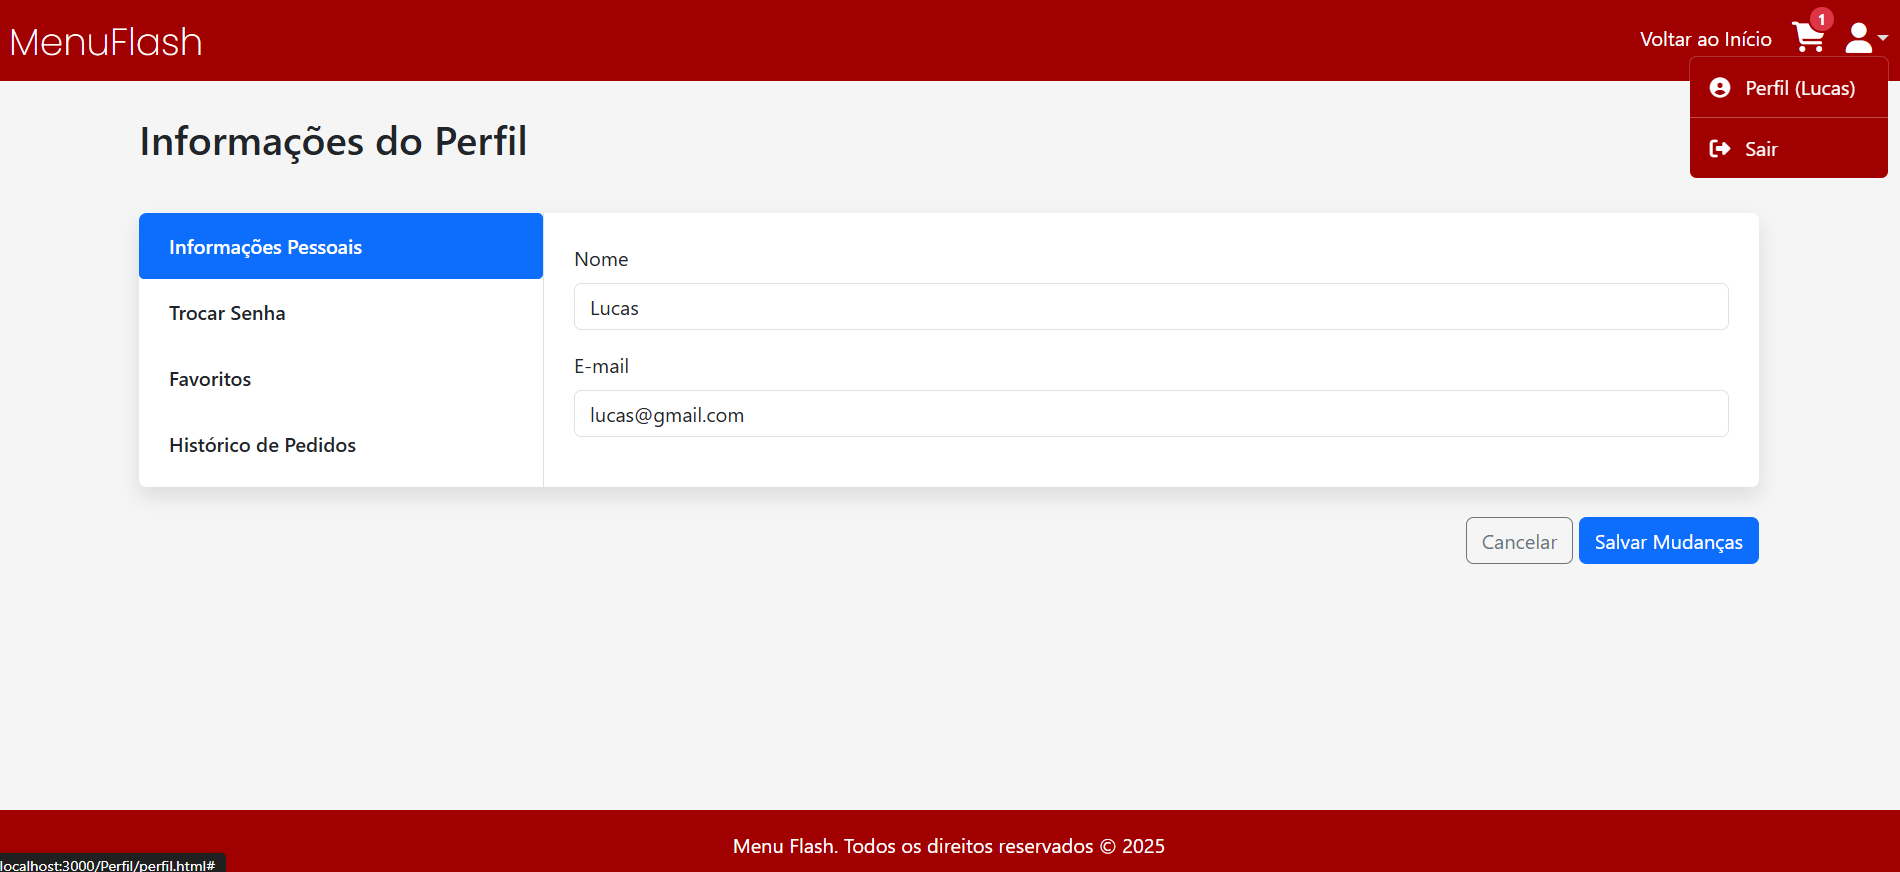 MenuFlash
Voltar ao Início
1
Perfil (Lucas)
Sair
Informações do Perfil
Informações Pessoais
Trocar Senha
Favoritos
Histórico de Pedidos
Nome
Lucas
E-mail
lucas@gmail.com
Cancelar
Salvar Mudanças
Menu Flash. Todos os direitos reservados © 2025
localhost:3000/Perfil/perfil.html#